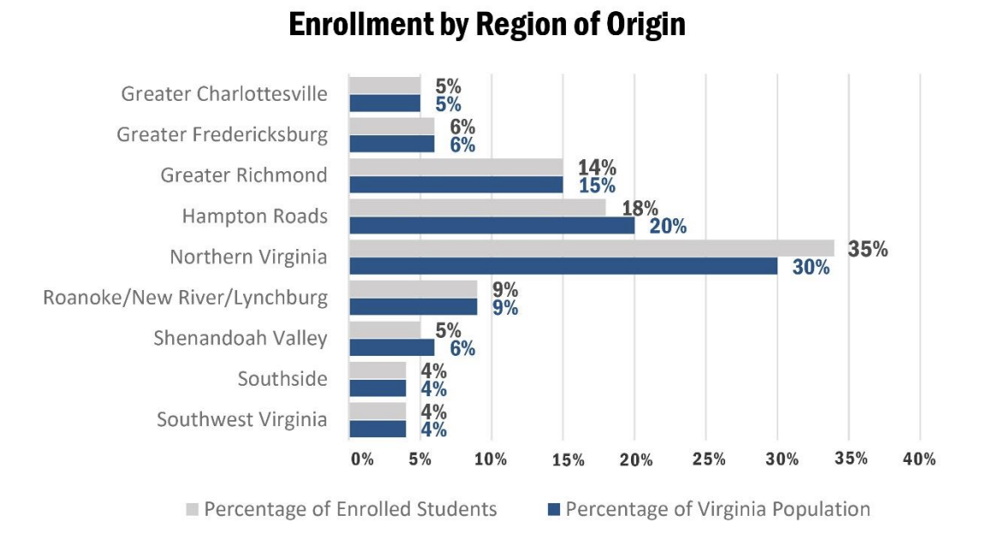 Enrollment by Region of Origin
Greater Charlottesville
5%
5%
Greater Fredericksburg
6%
6%
Greater Richmond
14%
15%
Hampton Roads
18%
20%
Northern Virginia
35%
30%
Roanoke/New River/Lynchburg
9%
9%
Shenandoah Valley
5%
6%
Southside
4%
4%
Southwest Virginia
4%
4%
0% 5% 10% 15% 20% 25% 30% 35% 40%
Percentage of Enrolled Students Percentage of Virginia Population